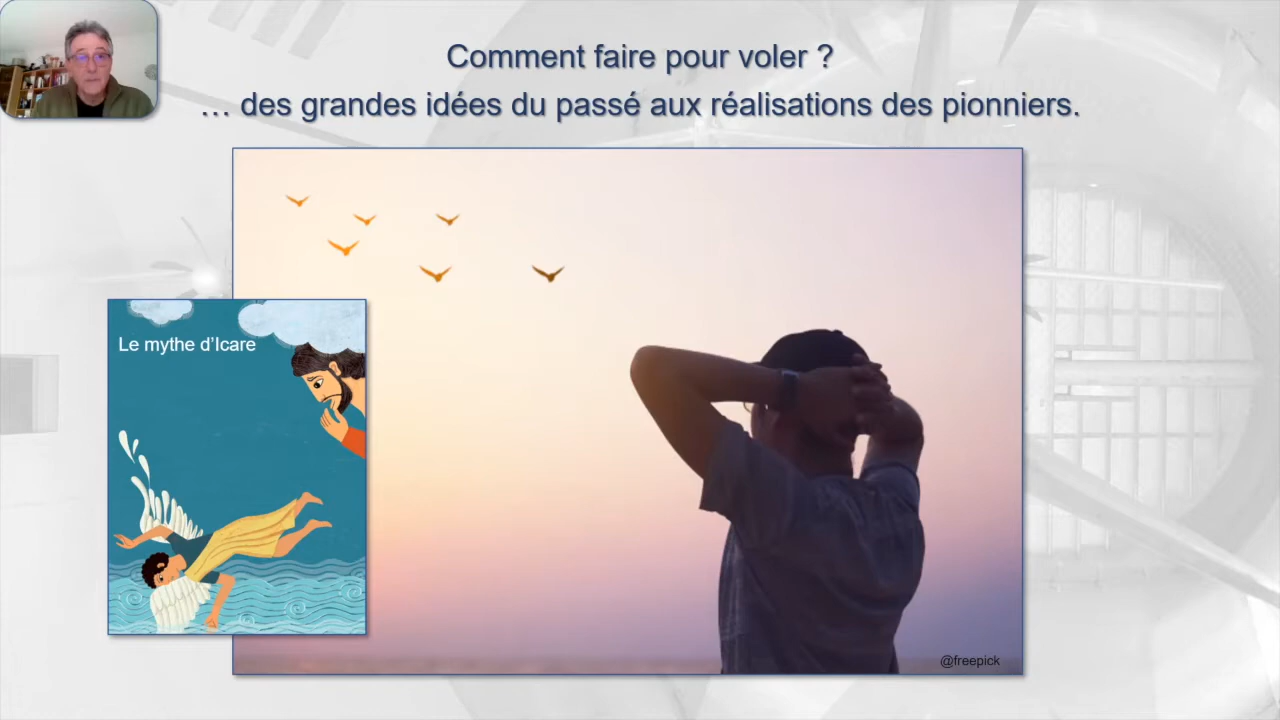 Comment faire pour voler ?
… des grandes idées du passé aux réalisations des pionniers.
Le mythe d'Icare
@freepick